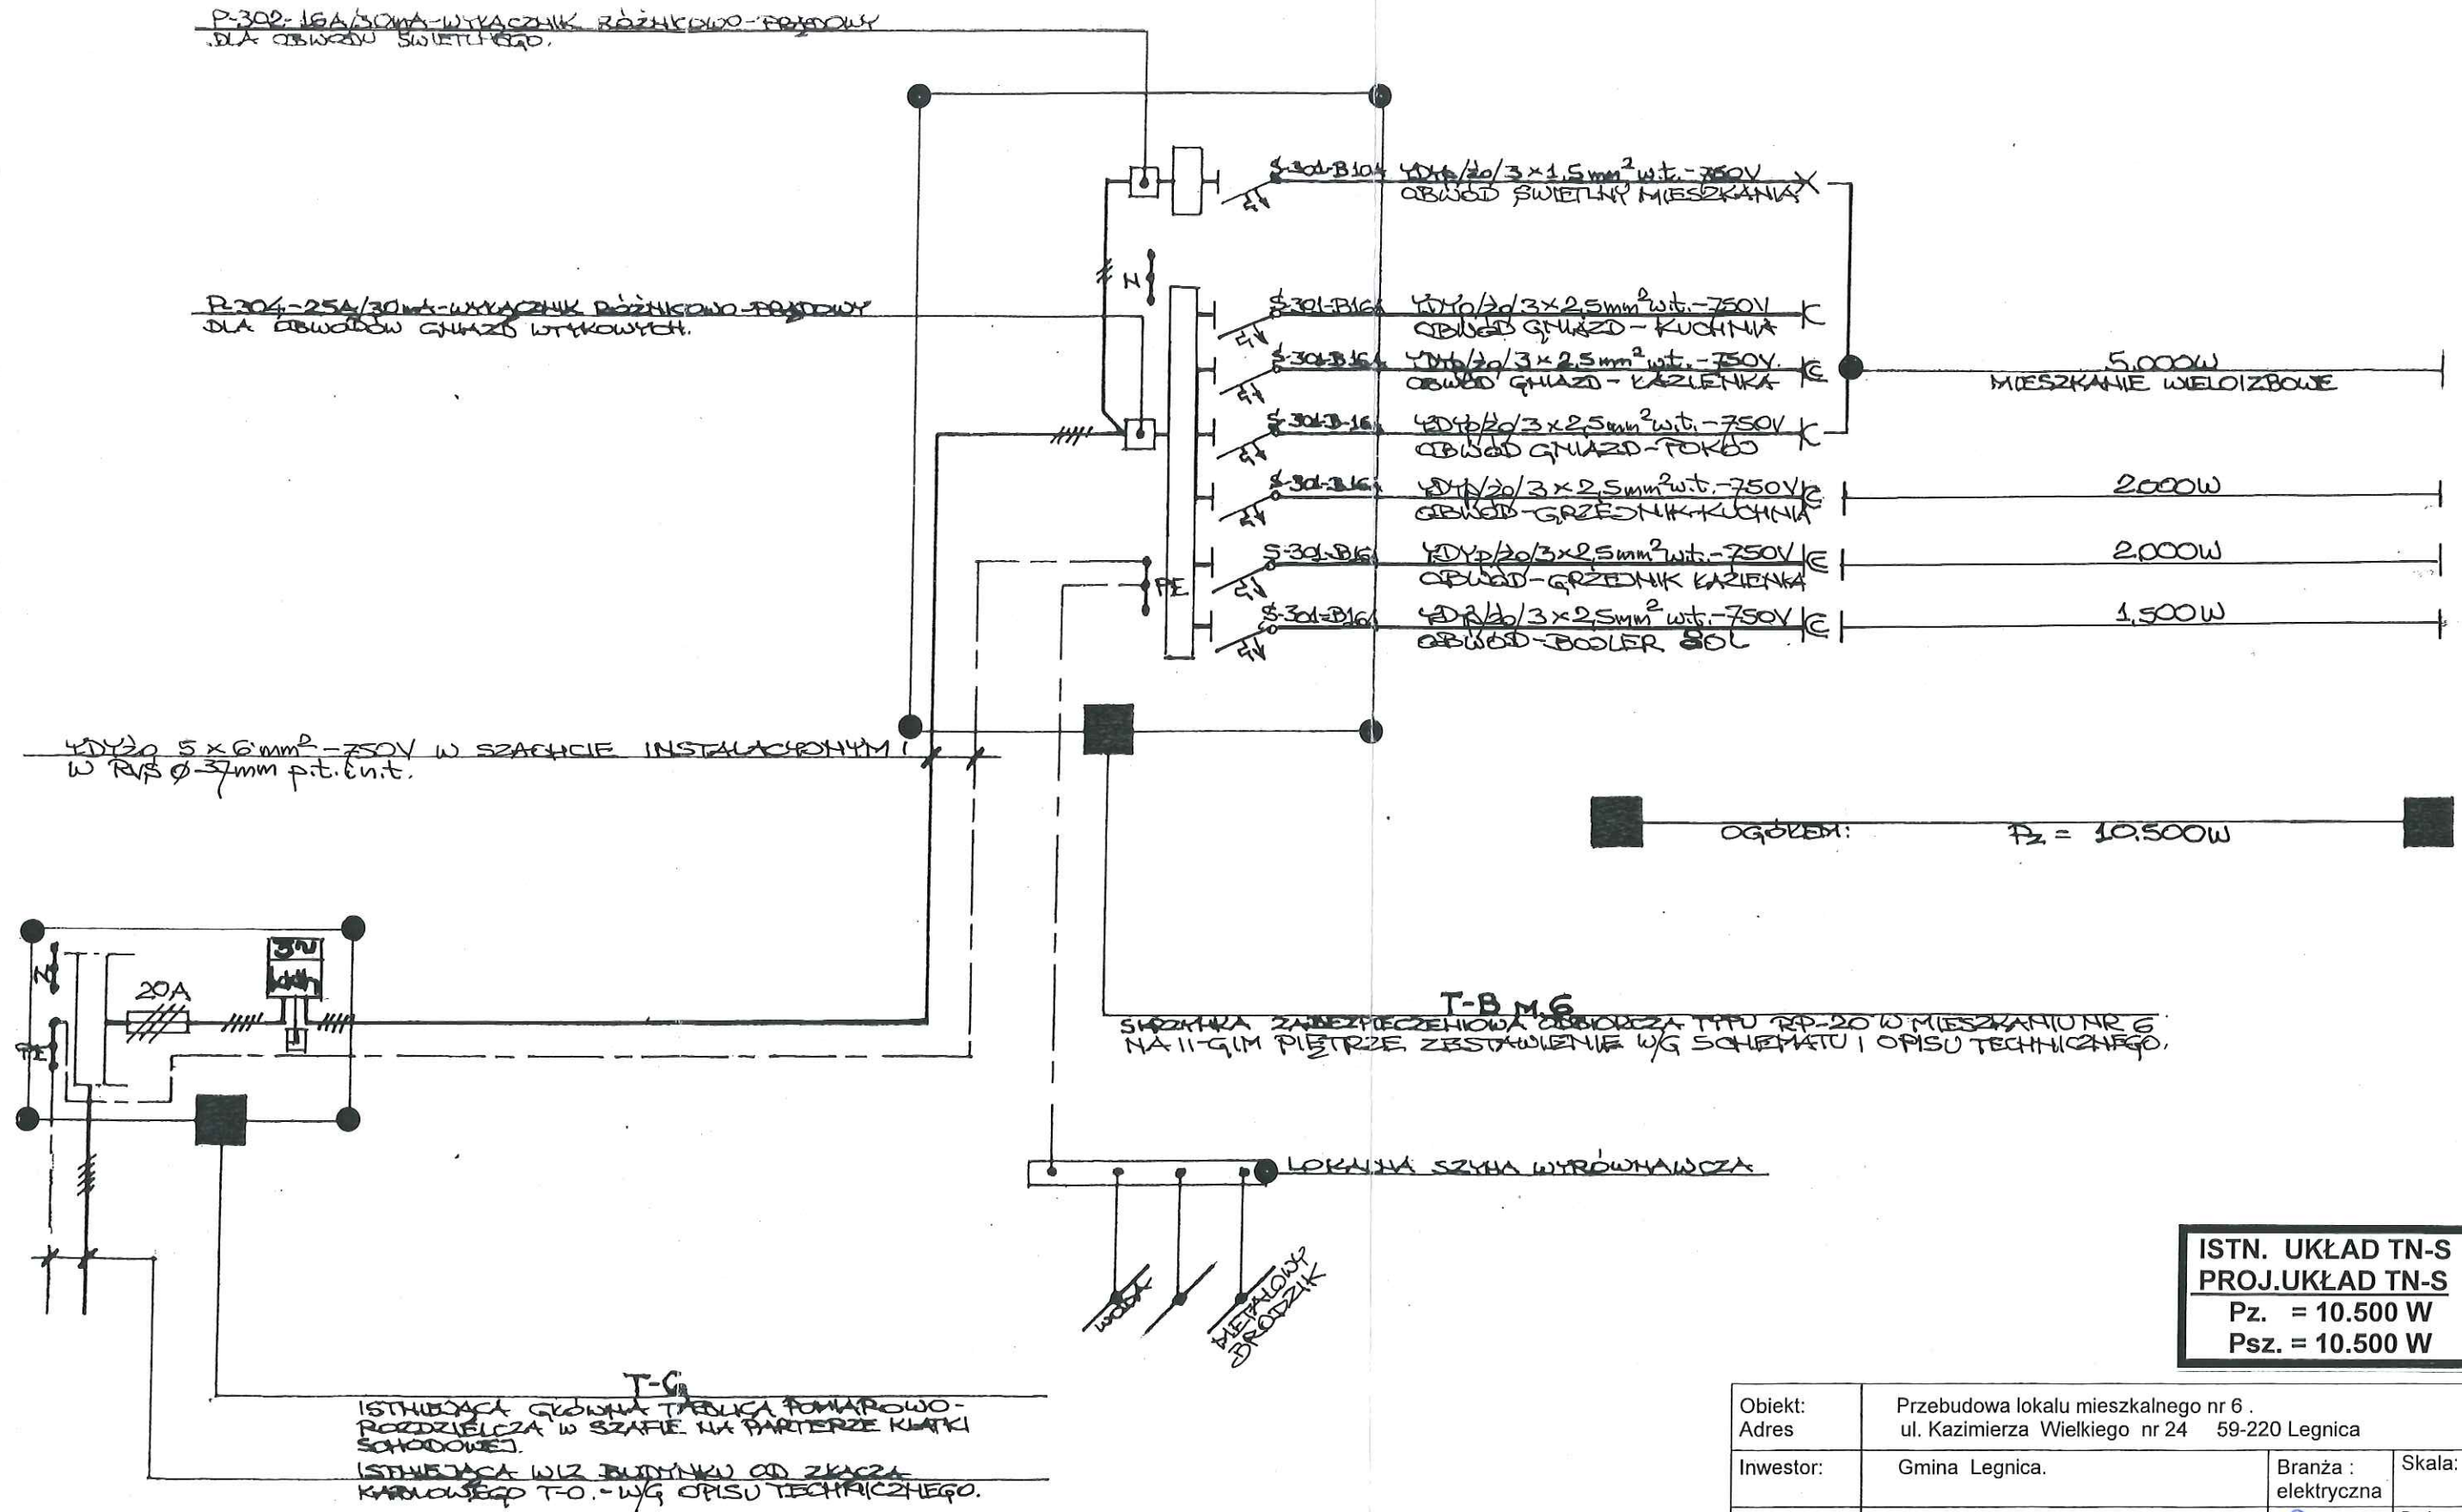 P-302-16A/30mA-WYŁĄCZNIK RÓŻNICOWO-PRĄDOWY
DLA OBWODU ŚWIETLNEGO.
S-301-B10A YDYp/żo/3×1,5mm² w.t.-750V
OBWÓD ŚWIETLNY MIESZKANIA
N
P-304-25A/30mA-WYŁĄCZNIK RÓŻNICOWO-PRĄDOWY
DLA OBWODÓW GNIAZD WTYKOWYCH.
S-301-B16A YDYp/żo/3×2,5mm² w.t.-750V
OBWÓD GNIAZD-KUCHNIA
S-301-B16A YDYp/żo/3×2,5mm² w.t.-750V
OBWÓD GNIAZD-ŁAZIENKA
5.000W
MIESZKANIE WIELOIZBOWE
S-301-B-16A YDYp/żo/3×2,5mm² w.t.-750V
OBWÓD GNIAZD-POKÓJ
S-301-B16A YDYp/żo/3×2,5mm² w.t.-750V
OBWÓD-GRZEJNIK-KUCHNIA
2.000W
PE
S-301-B16A YDYp/żo/3×2,5mm² w.t.-750V
OBWÓD-GRZEJNIK ŁAZIENKA
2.000W
S-301-B16A YDYp/żo/3×2,5mm² w.t.-750V
OBWÓD-BOJLER 80L
1.500W
YDYżo 5×6mm²-750V W SZACHCIE INSTALACYJNYM I
W RVS Ø-37mm p.t. i n.t.
OGÓŁEM: Pz = 10.500W
N
PE
20A
3~
kWh
T-B M.6
SKRZYNKA ZABEZPIECZENIOWA ODBIORCZA TYPU RP-20 W MIESZKANIU NR 6
NA II-GIM PIĘTRZE ZESTAWIENIE W/G SCHEMATU I OPISU TECHNICZNEGO.
LOKALNA SZYNA WYRÓWNAWCZA
WODA
METALOWY
BRODZIK
T-G
ISTNIEJĄCA GŁÓWNA TABLICA POMIAROWO-
ROZDZIELCZA W SZAFIE NA PARTERZE KLATKI
SCHODOWEJ.
ISTNIEJĄCA WLZ BUDYNKU OD ZŁĄCZA
KABLOWEGO T-O.-W/G OPISU TECHNICZNEGO.
ISTN. UKŁAD TN-S
PROJ.UKŁAD TN-S
Pz. = 10.500 W
Psz. = 10.500 W
Obiekt: Przebudowa lokalu mieszkalnego nr 6 .
Adres ul. Kazimierza Wielkiego nr 24 59-220 Legnica
Inwestor: Gmina Legnica.
Branża :
elektryczna
Skala: